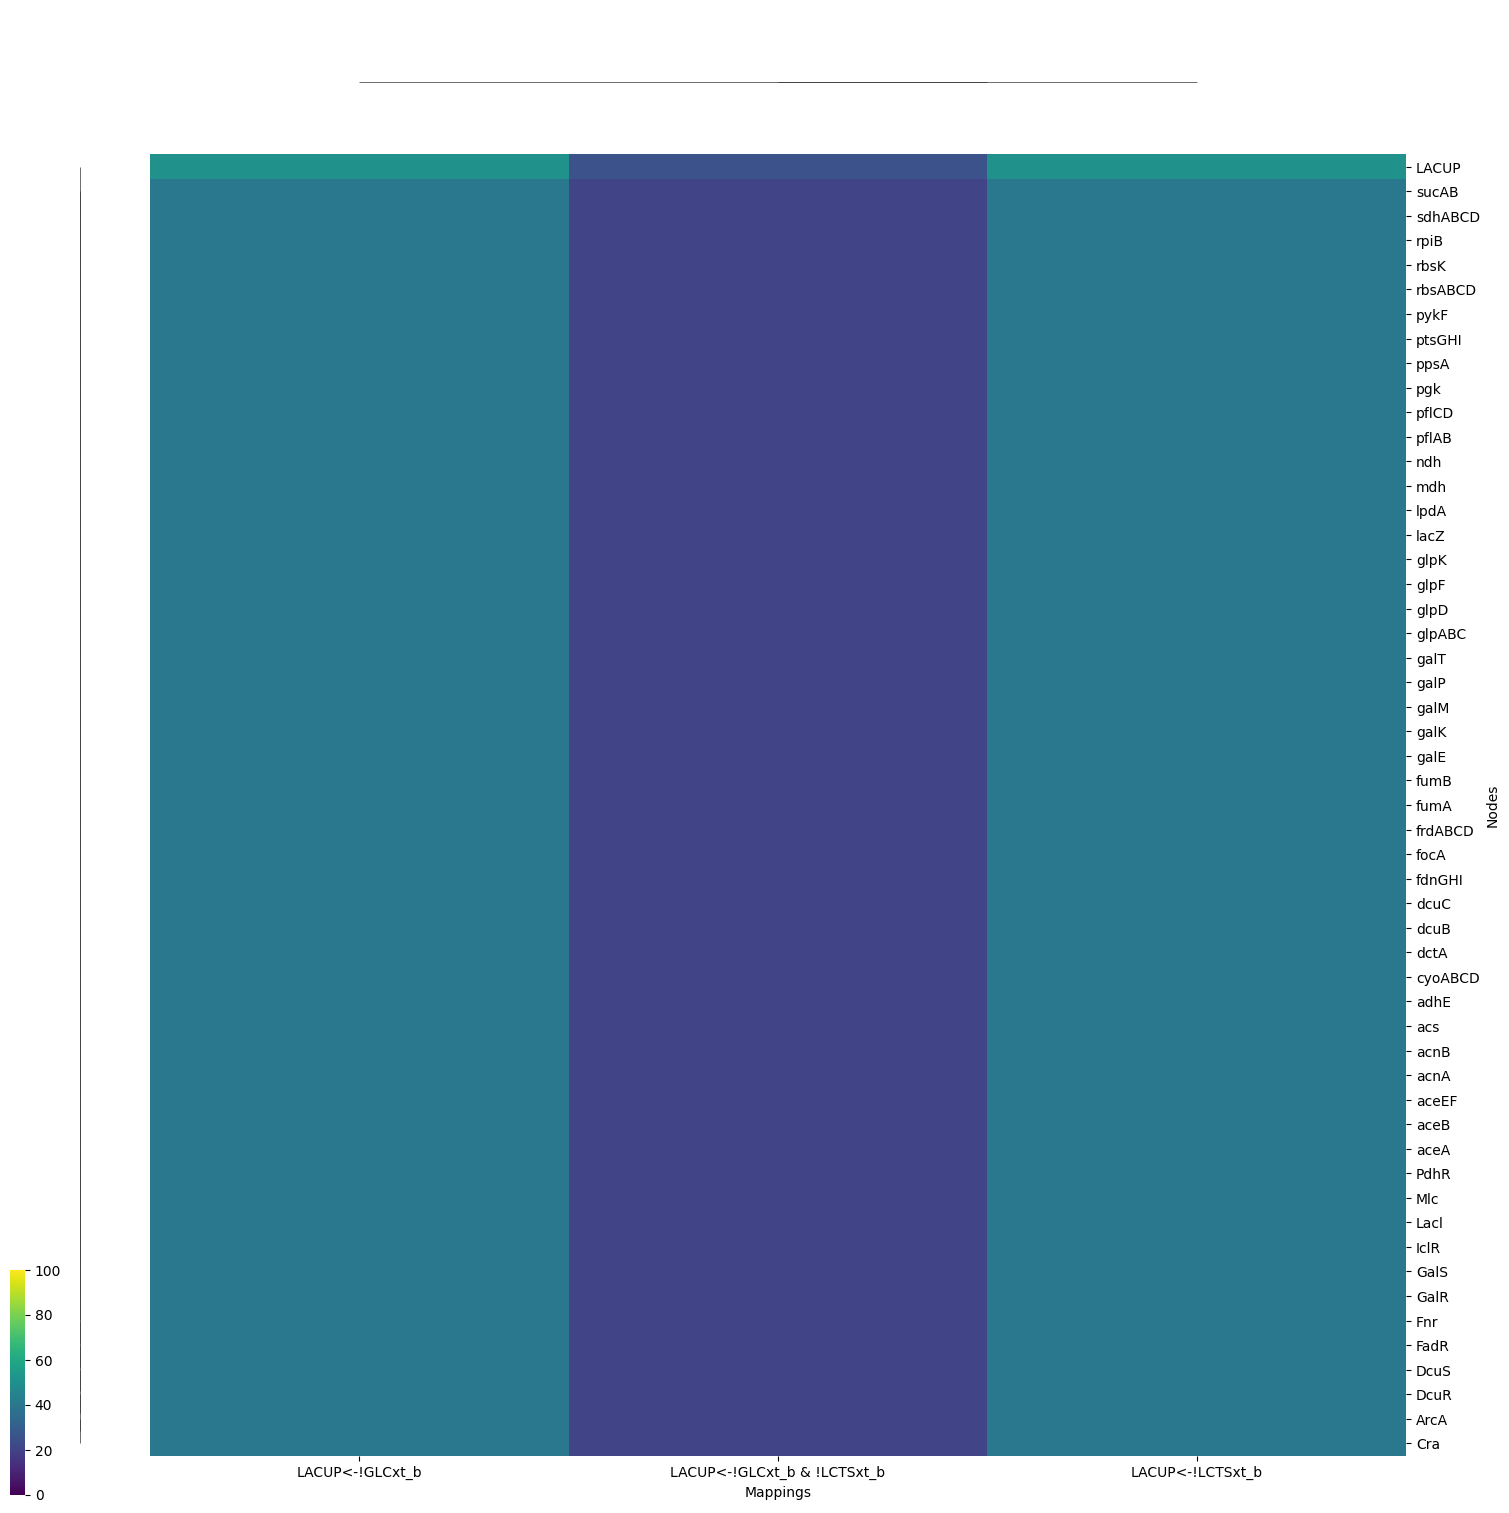 LACUP
sucAB
sdhABCD
rpiB
rbsK
rbsABCD
pykF
ptsGHI
ppsA
pgk
pflCD
pflAB
ndh
mdh
lpdA
lacZ
glpK
glpF
glpD
glpABC
galT
galP
galM
galK
galE
fumB
fumA
frdABCD
focA
fdnGHI
dcuC
dcuB
dctA
cyoABCD
adhE
acs
acnB
acnA
aceEF
aceB
aceA
PdhR
Mlc
LacI
IclR
GalS
GalR
Fnr
FadR
DcuS
DcuR
ArcA
Cra
Nodes
100
80
60
40
20
0
LACUP<-!GLCxt_b
LACUP<-!GLCxt_b & !LCTSxt_b
LACUP<-!LCTSxt_b
Mappings